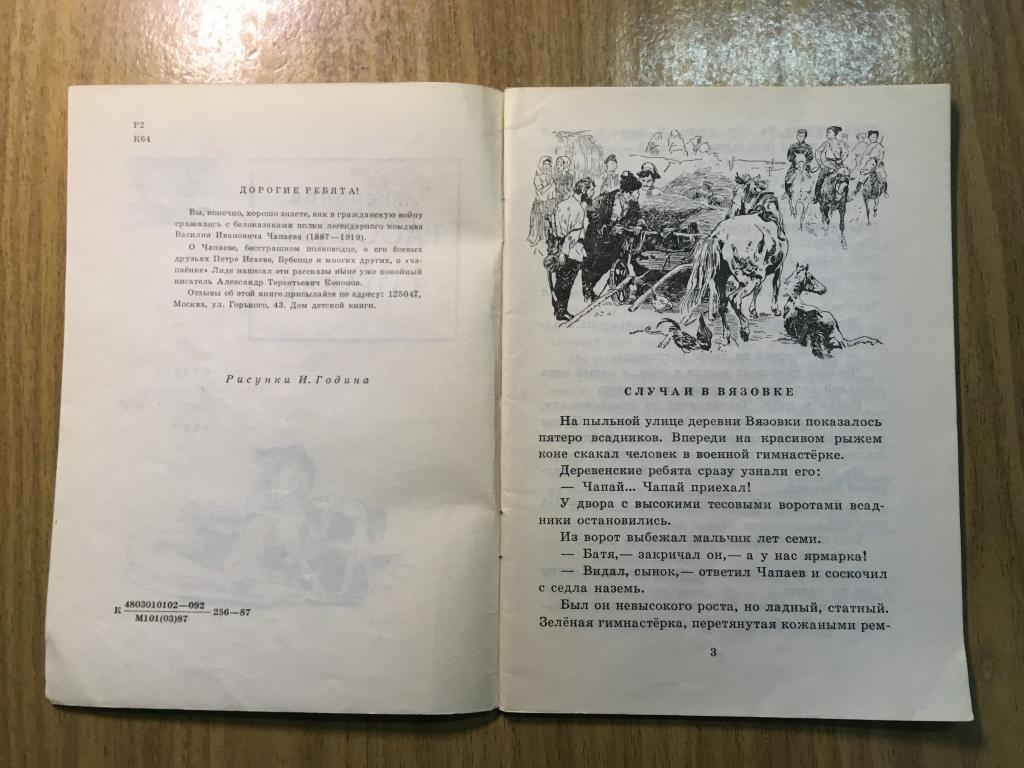 Р2
К64
ДОРОГИЕ РЕБЯТА!
Вы, конечно, хорошо знаете, как в гражданскую войну
сражались с белоказаками полки легендарного комдива
Василия Ивановича Чапаева (1887—1919).
О Чапаеве, бесстрашном полководце, о его боевых
друзьях Петре Исаеве, Бубенце и многих других, о «ча-
паёнке» Лиде написал эти рассказы ныне уже покойный
писатель Александр Терентьевич Кононов.
Отзывы об этой книге присылайте по адресу: 125047,
Москва, ул. Горького, 43. Дом детской книги.
Рисунки И. Година
К 4803010102—092 256—87
М101(03)87
СЛУЧАЙ В ВЯЗОВКЕ
На пыльной улице деревни Вязовки показалось
пятеро всадников. Впереди на красивом рыжем
коне скакал человек в военной гимнастёрке.
Деревенские ребята сразу узнали его:
— Чапай... Чапай приехал!
У двора с высокими тесовыми воротами всад-
ники остановились.
Из ворот выбежал мальчик лет семи.
— Батя,— закричал он,— а у нас ярмарка!
— Видал, сынок,— ответил Чапаев и соскочил
с седла наземь.
Был он невысокого роста, но ладный, статный.
Зелёная гимнастёрка, перетянутая кожаными рем-
3